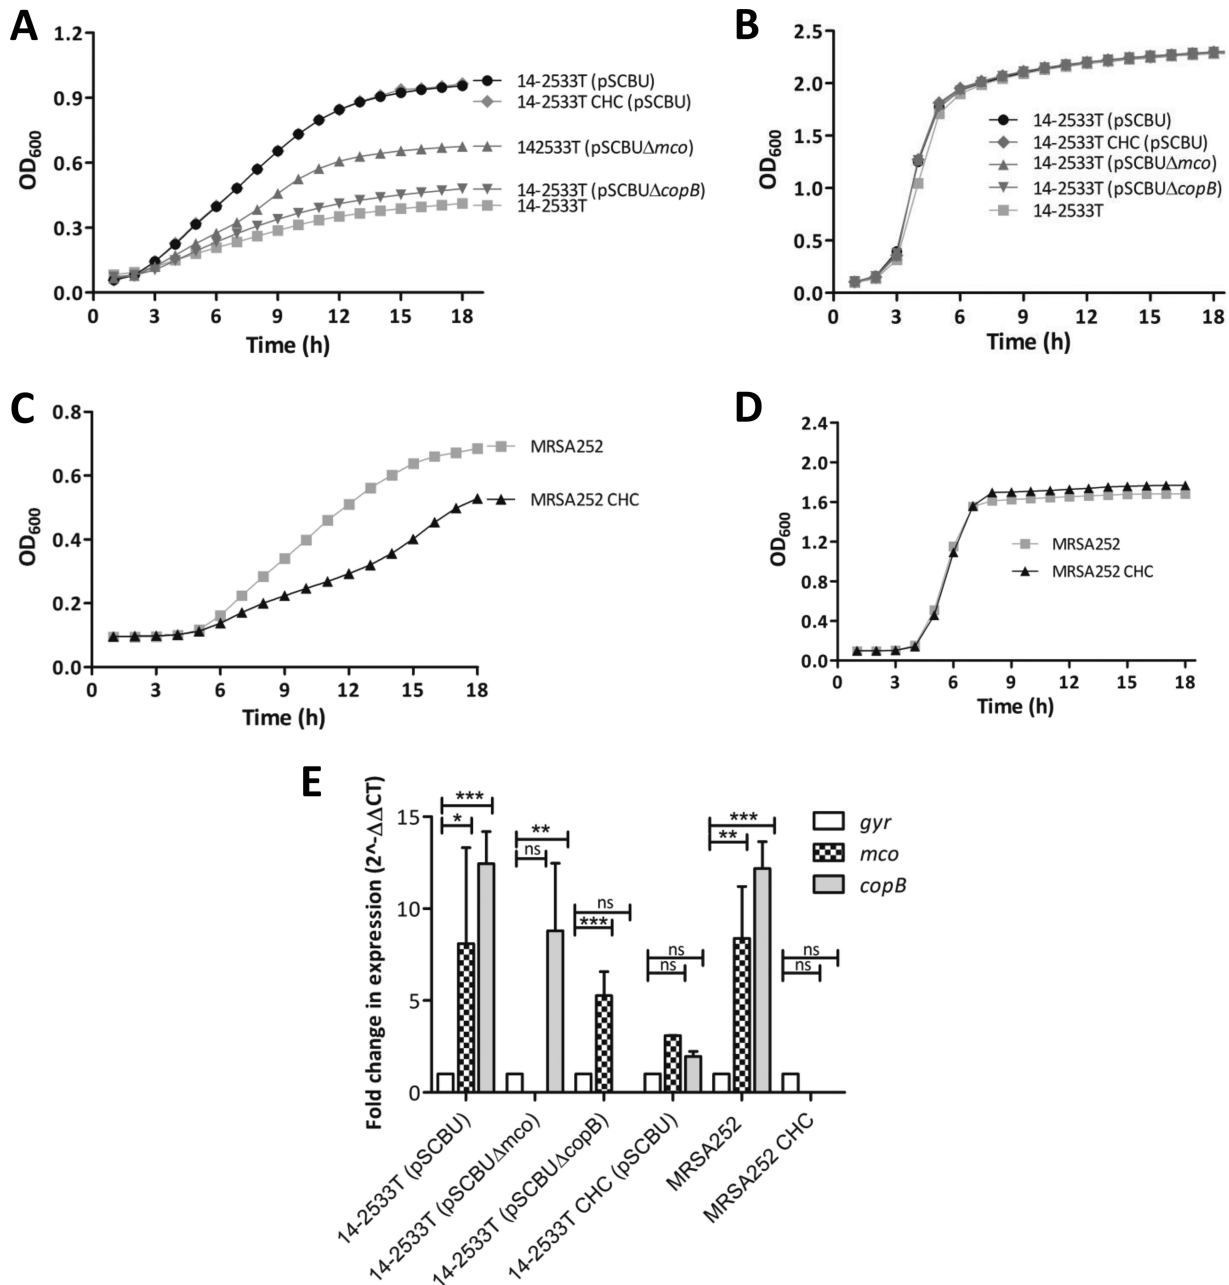 A
1.2
0.9
0.6
0.3
0.0
OD600
0 3 6 9 12 15 18
Time (h)
14-2533T (pSCBU)
14-2533T CHC (pSCBU)
142533T (pSCBUΔmco)
14-2533T (pSCBUΔcopB)
14-2533T
B
2.5
2.0
1.5
1.0
0.5
0.0
OD600
0 3 6 9 12 15 18
Time (h)
14-2533T (pSCBU)
14-2533T CHC (pSCBU)
14-2533T (pSCBUΔmco)
14-2533T (pSCBUΔcopB)
14-2533T
C
0.8
0.6
0.4
0.2
0.0
OD600
0 3 6 9 12 15 18
Time (h)
MRSA252
MRSA252 CHC
D
2.4
2.0
1.6
1.2
0.8
0.4
0.0
OD600
0 3 6 9 12 15 18
Time (h)
MRSA252
MRSA252 CHC
E
Fold change in expression (2^-ΔΔCT)
15
10
5
0
***
*
**
ns
ns
***
ns
ns
***
**
ns
ns
gyr
mco
copB
14-2533T (pSCBU)
14-2533T (pSCBUΔmco)
14-2533T (pSCBUΔcopB)
14-2533T CHC (pSCBU)
MRSA252
MRSA252 CHC